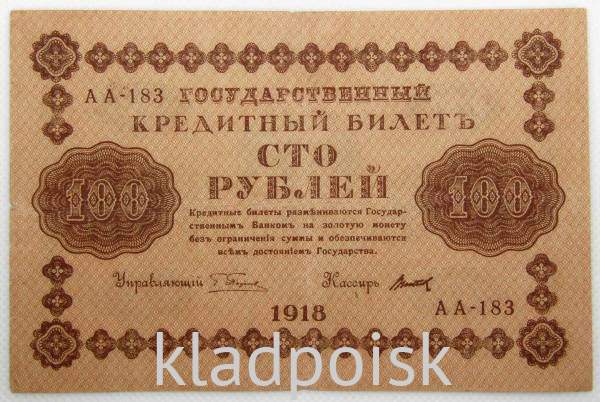 АА-183 ГОСУДАРСТВЕННЫЙ
КРЕДИТНЫЙ БИЛЕТЪ
СТО
РУБЛЕЙ
100
100
Кредитные билеты размѣниваются Государ-
ственнымъ Банкомъ на золотую монету
безъ ограниченія суммы и обезпечиваются
всѣмъ достояніемъ Государства.
Управляющій
Кассиръ
1918
АА-183
kladpoisk